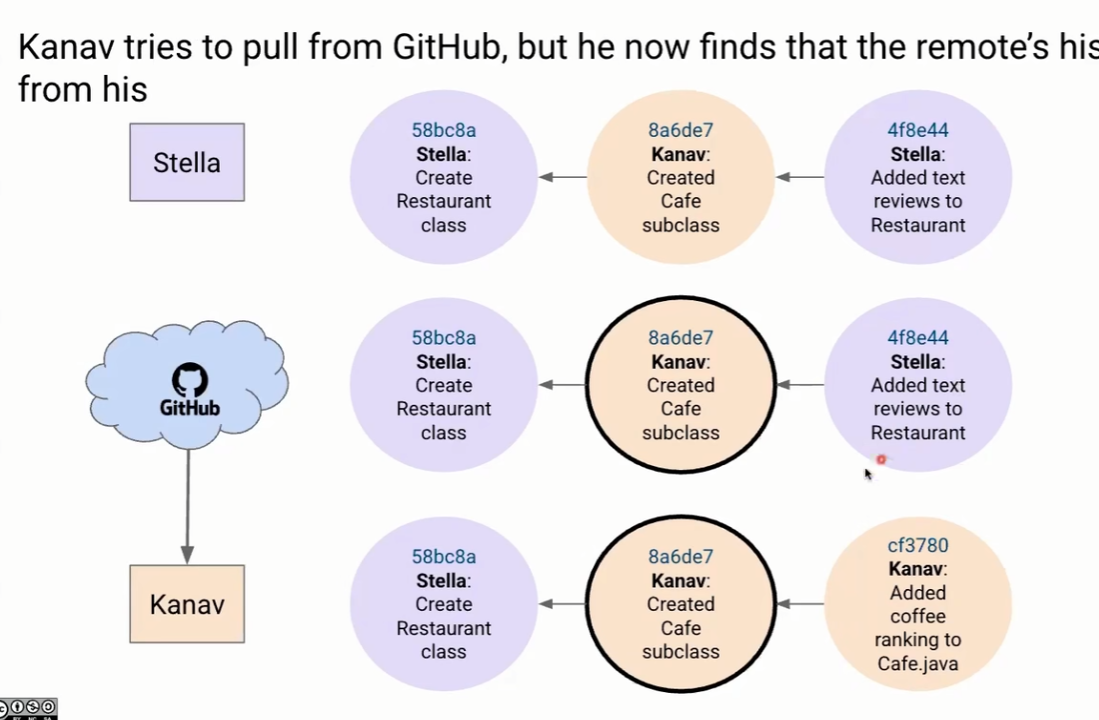 Kanav tries to pull from GitHub, but he now finds that the remote's his
from his
Stella
58bc8a
Stella:
Create
Restaurant
class
8a6de7
Kanav:
Created
Cafe
subclass
4f8e44
Stella:
Added text
reviews to
Restaurant
GitHub
58bc8a
Stella:
Create
Restaurant
class
8a6de7
Kanav:
Created
Cafe
subclass
4f8e44
Stella:
Added text
reviews to
Restaurant
Kanav
58bc8a
Stella:
Create
Restaurant
class
8a6de7
Kanav:
Created
Cafe
subclass
cf3780
Kanav:
Added
coffee
ranking to
Cafe.java